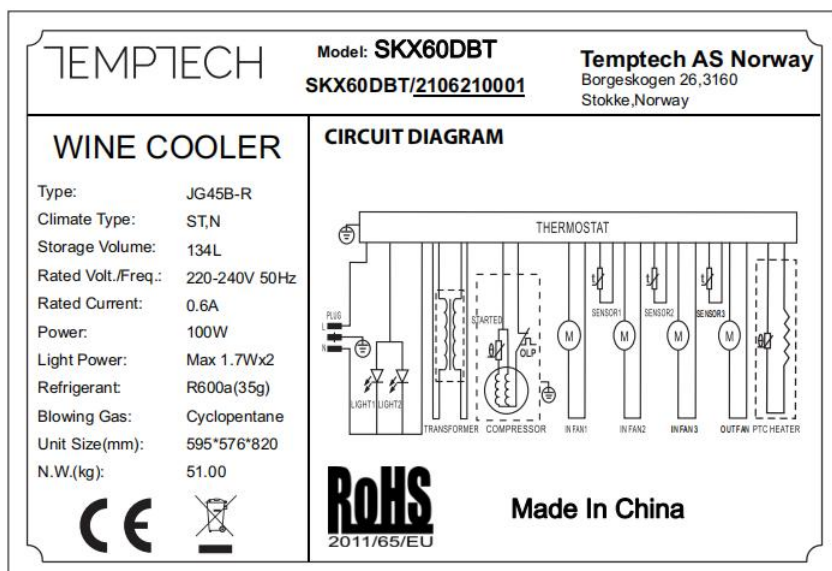 TEMPTECH
Model: SKX60DBT
SKX60DBT/2106210001
Temptech AS Norway
Borgeskogen 26,3160
Stokke,Norway
WINE COOLER
Type: JG45B-R
Climate Type: ST,N
Storage Volume: 134L
Rated Volt./Freq.: 220-240V 50Hz
Rated Current: 0.6A
Power: 100W
Light Power: Max 1.7Wx2
Refrigerant: R600a(35g)
Blowing Gas: Cyclopentane
Unit Size(mm): 595*576*820
N.W.(kg): 51.00
CE
CIRCUIT DIAGRAM
THERMOSTAT
PLUG
L
N
LIGHT1 LIGHT2
TRANSFORMER
STARTED
OLP
COMPRESSOR
SENSOR1
SENSOR2
SENSOR3
M
M
M
M
IN FAN1
IN FAN2
IN FAN 3
OUT FAN
PTC HEATER
RoHS
2011/65/EU
Made In China